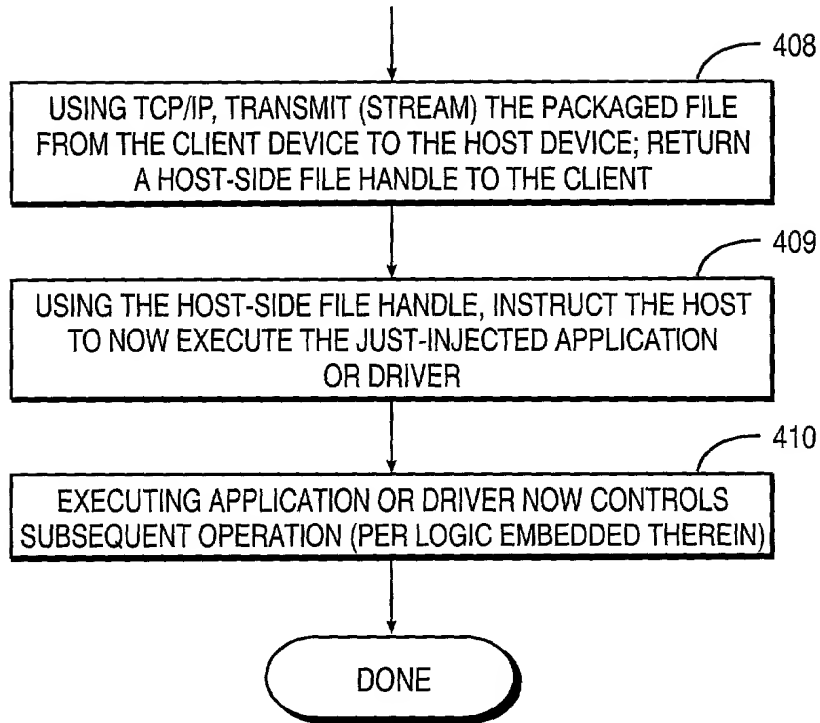 408
USING TCP/IP, TRANSMIT (STREAM) THE PACKAGED FILE
FROM THE CLIENT DEVICE TO THE HOST DEVICE; RETURN
A HOST-SIDE FILE HANDLE TO THE CLIENT
409
USING THE HOST-SIDE FILE HANDLE, INSTRUCT THE HOST
TO NOW EXECUTE THE JUST-INJECTED APPLICATION
OR DRIVER
410
EXECUTING APPLICATION OR DRIVER NOW CONTROLS
SUBSEQUENT OPERATION (PER LOGIC EMBEDDED THEREIN)
DONE